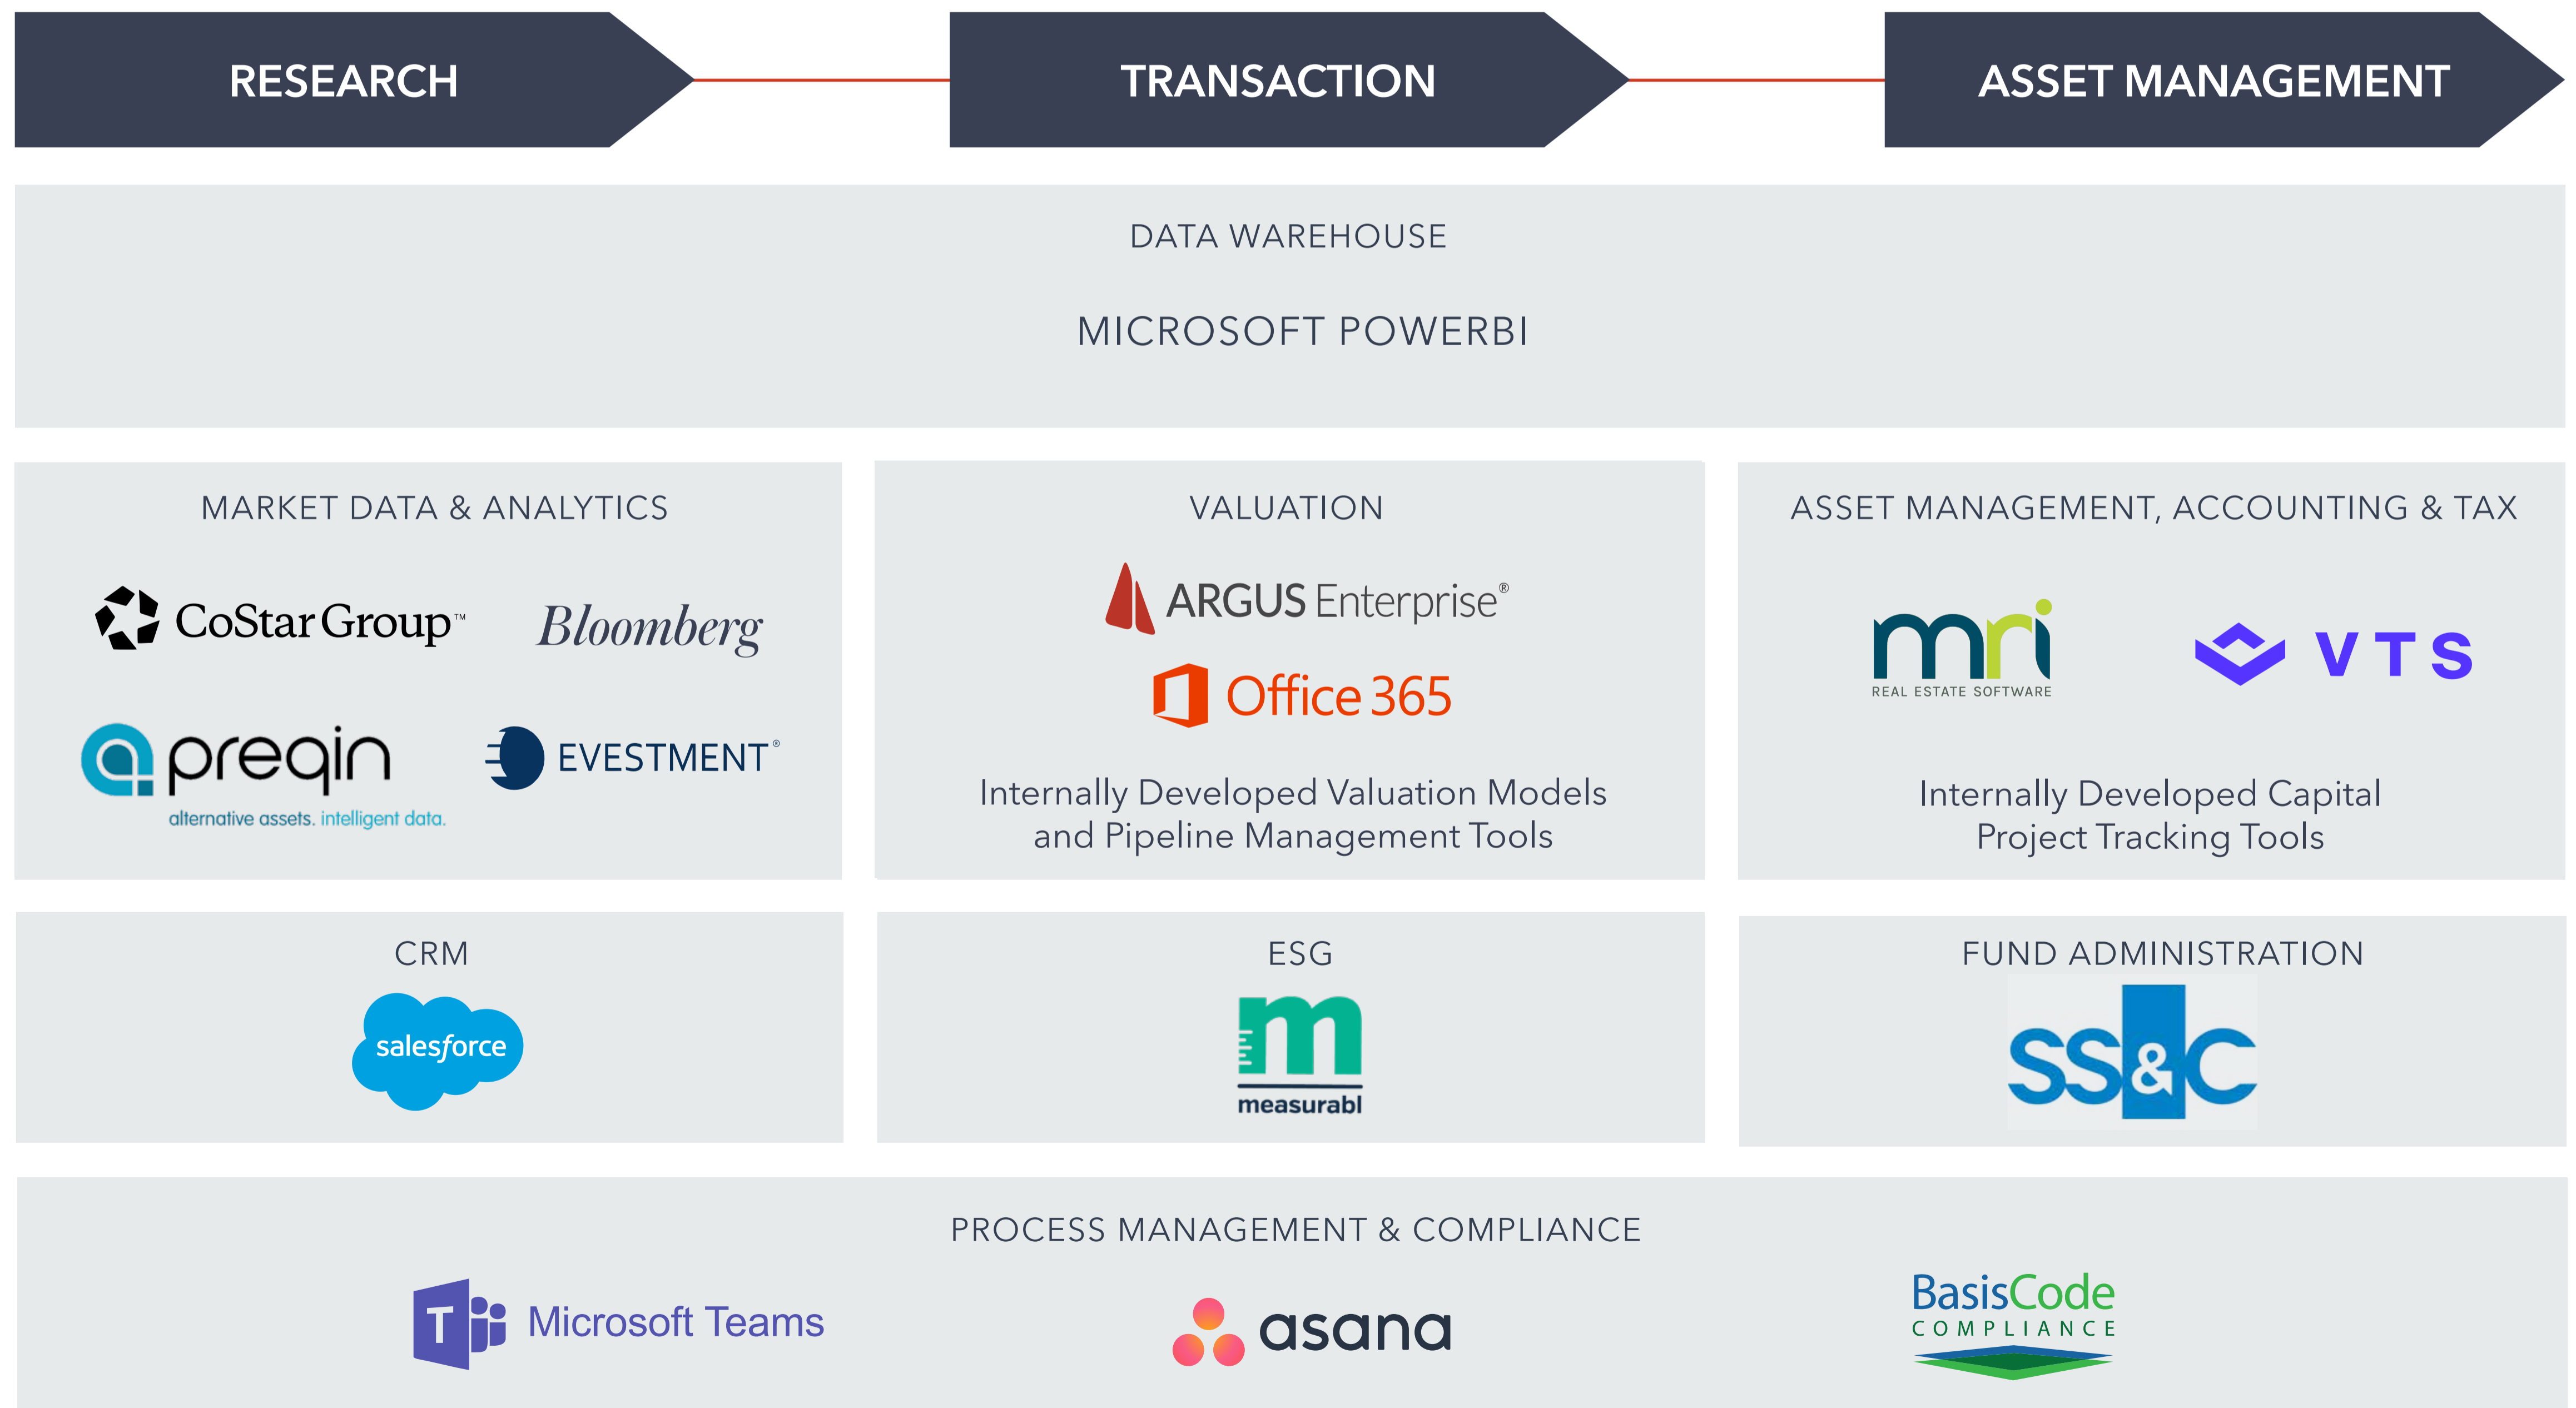 RESEARCH
TRANSACTION
ASSET MANAGEMENT
DATA WAREHOUSE
MICROSOFT POWERBI
MARKET DATA & ANALYTICS
CoStar Group™
Bloomberg
preqin
alternative assets. intelligent data.
EVESTMENT®
VALUATION
ARGUS Enterprise®
Office 365
Internally Developed Valuation Models
and Pipeline Management Tools
ASSET MANAGEMENT, ACCOUNTING & TAX
mri
REAL ESTATE SOFTWARE
VTS
Internally Developed Capital
Project Tracking Tools
CRM
salesforce
ESG
m
measurabl
FUND ADMINISTRATION
SS&C
PROCESS MANAGEMENT & COMPLIANCE
T
Microsoft Teams
asana
BasisCode
COMPLIANCE